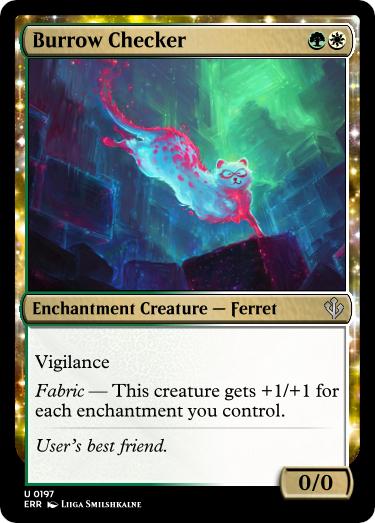 Burrow Checker
Enchantment Creature — Ferret
Vigilance
Fabric — This creature gets +1/+1 for
each enchantment you control.
User's best friend.
0/0
U 0197
ERR Liiga Smilshkalne